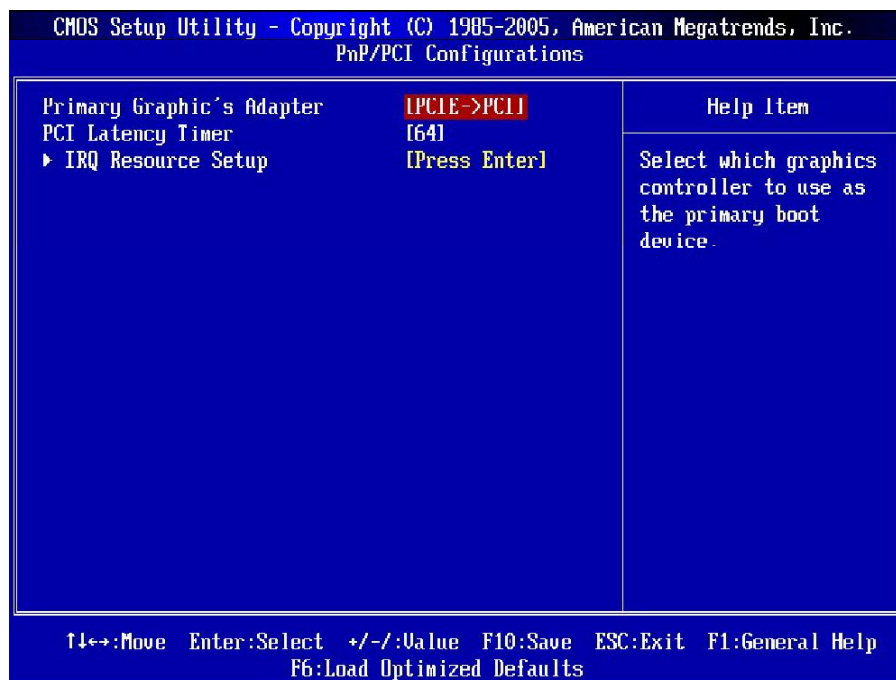 CMOS Setup Utility - Copyright (C) 1985-2005, American Megatrends, Inc.
PnP/PCI Configurations
Primary Graphic's Adapter [PCIE->PCI]
PCI Latency Timer [64]
▶ IRQ Resource Setup [Press Enter]
Help Item
Select which graphics
controller to use as
the primary boot
device.
↑↓←→:Move Enter:Select +/-/:Value F10:Save ESC:Exit F1:General Help
F6:Load Optimized Defaults